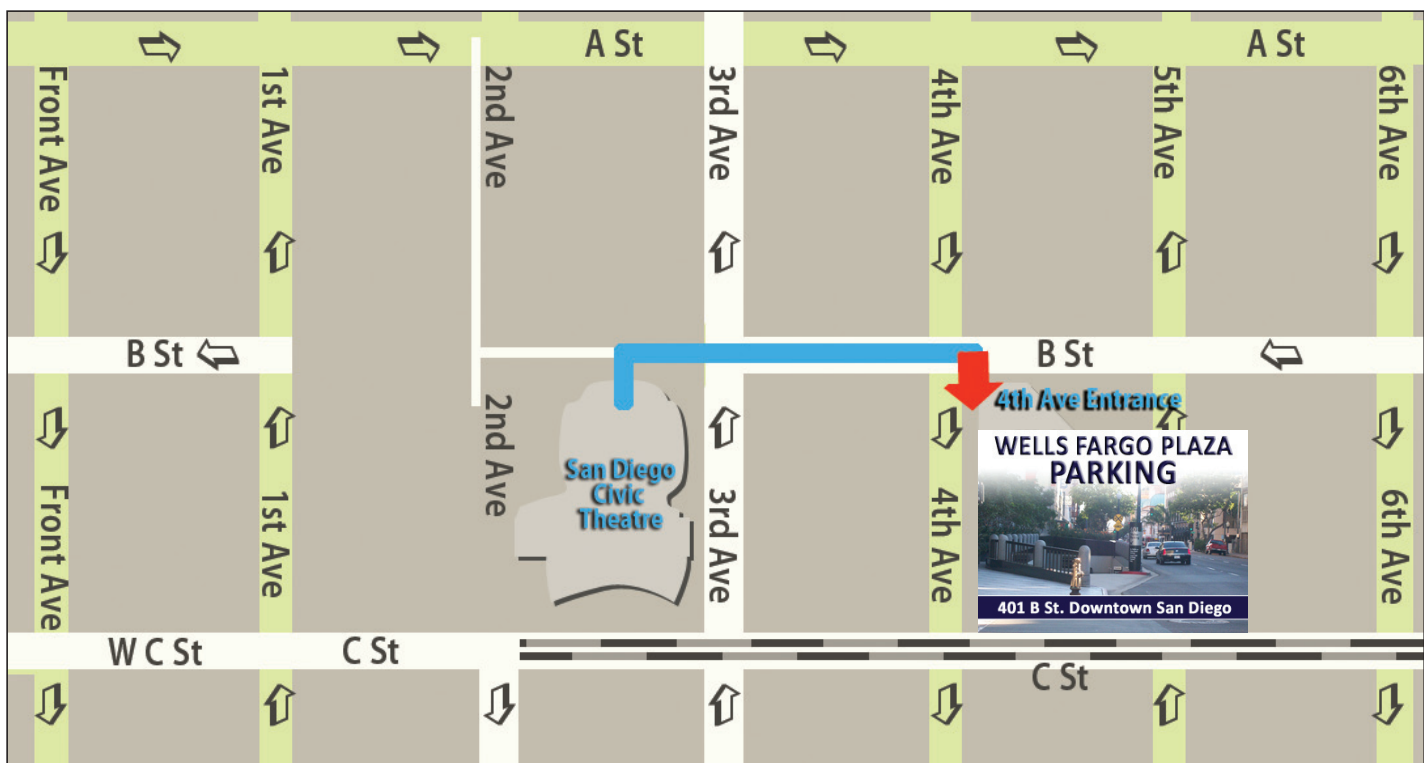 A St
A St
Front Ave
1st Ave
2nd Ave
3rd Ave
4th Ave
5th Ave
6th Ave
B St
B St
4th Ave Entrance
WELLS FARGO PLAZA
PARKING
401 B St. Downtown San Diego
San Diego
Civic
Theatre
Front Ave
1st Ave
2nd Ave
3rd Ave
4th Ave
6th Ave
W C St
C St
C St